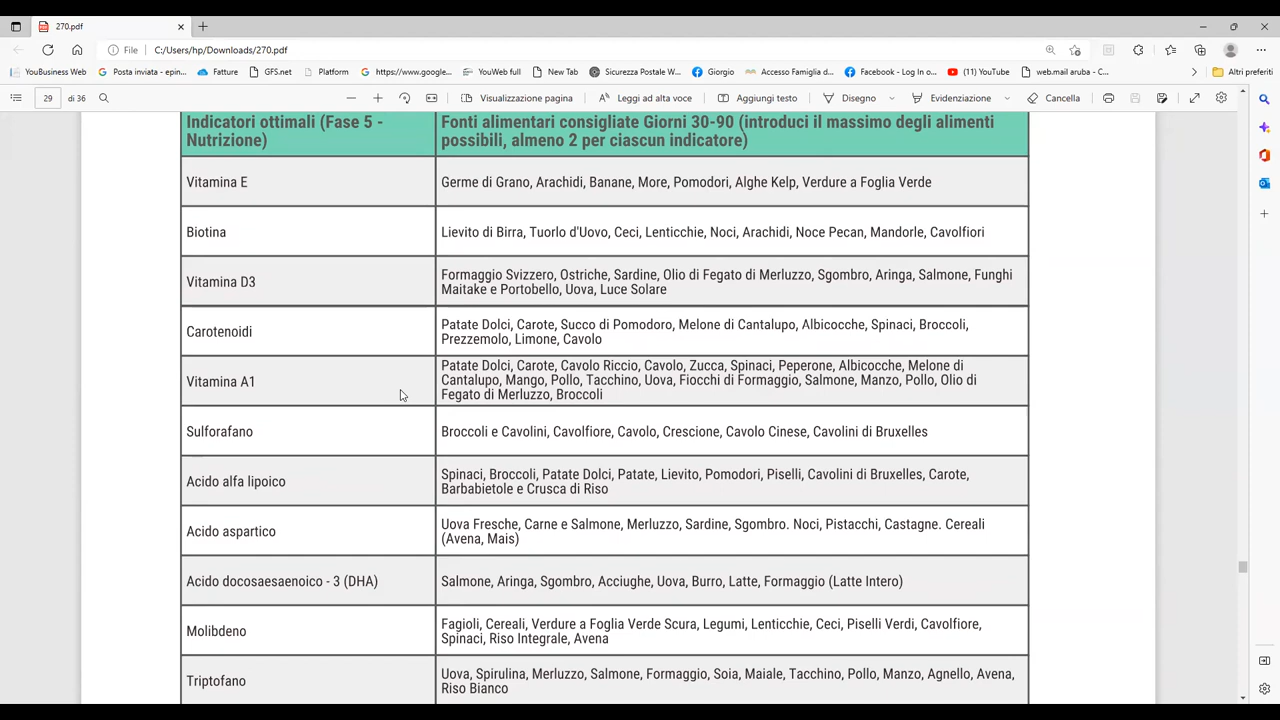 270.pdf
File
C:/Users/hp/Downloads/270.pdf
YouBusiness Web
Posta inviata - epin...
Fatture
GFS.net
Platform
https://www.google...
YouWeb full
New Tab
Sicurezza Postale W...
Giorgio
Accesso Famiglia d...
Facebook - Log In o...
(11) YouTube
web.mail aruba - C...
Altri preferiti
29 di 36
Visualizzazione pagina
Leggi ad alta voce
Aggiungi testo
Disegno
Evidenziazione
Cancella
Indicatori ottimali (Fase 5 -
Nutrizione)
Fonti alimentari consigliate Giorni 30-90 (introduci il massimo degli alimenti
possibili, almeno 2 per ciascun indicatore)
Vitamina E
Germe di Grano, Arachidi, Banane, More, Pomodori, Alghe Kelp, Verdure a Foglia Verde
Biotina
Lievito di Birra, Tuorlo d'Uovo, Ceci, Lenticchie, Noci, Arachidi, Noce Pecan, Mandorle, Cavolfiori
Vitamina D3
Formaggio Svizzero, Ostriche, Sardine, Olio di Fegato di Merluzzo, Sgombro, Aringa, Salmone, Funghi
Maitake e Portobello, Uova, Luce Solare
Carotenoidi
Patate Dolci, Carote, Succo di Pomodoro, Melone di Cantalupo, Albicocche, Spinaci, Broccoli,
Prezzemolo, Limone, Cavolo
Vitamina A1
Patate Dolci, Carote, Cavolo Riccio, Cavolo, Zucca, Spinaci, Peperone, Albicocche, Melone di
Cantalupo, Mango, Pollo, Tacchino, Uova, Fiocchi di Formaggio, Salmone, Manzo, Pollo, Olio di
Fegato di Merluzzo, Broccoli
Sulforafano
Broccoli e Cavolini, Cavolfiore, Cavolo, Crescione, Cavolo Cinese, Cavolini di Bruxelles
Acido alfa lipoico
Spinaci, Broccoli, Patate Dolci, Patate, Lievito, Pomodori, Piselli, Cavolini di Bruxelles, Carote,
Barbabietole e Crusca di Riso
Acido aspartico
Uova Fresche, Carne e Salmone, Merluzzo, Sardine, Sgombro. Noci, Pistacchi, Castagne. Cereali
(Avena, Mais)
Acido docosaesaenoico - 3 (DHA)
Salmone, Aringa, Sgombro, Acciughe, Uova, Burro, Latte, Formaggio (Latte Intero)
Molibdeno
Fagioli, Cereali, Verdure a Foglia Verde Scura, Legumi, Lenticchie, Ceci, Piselli Verdi, Cavolfiore,
Spinaci, Riso Integrale, Avena
Triptofano
Uova, Spirulina, Merluzzo, Salmone, Formaggio, Soia, Maiale, Tacchino, Pollo, Manzo, Agnello, Avena,
Riso Bianco